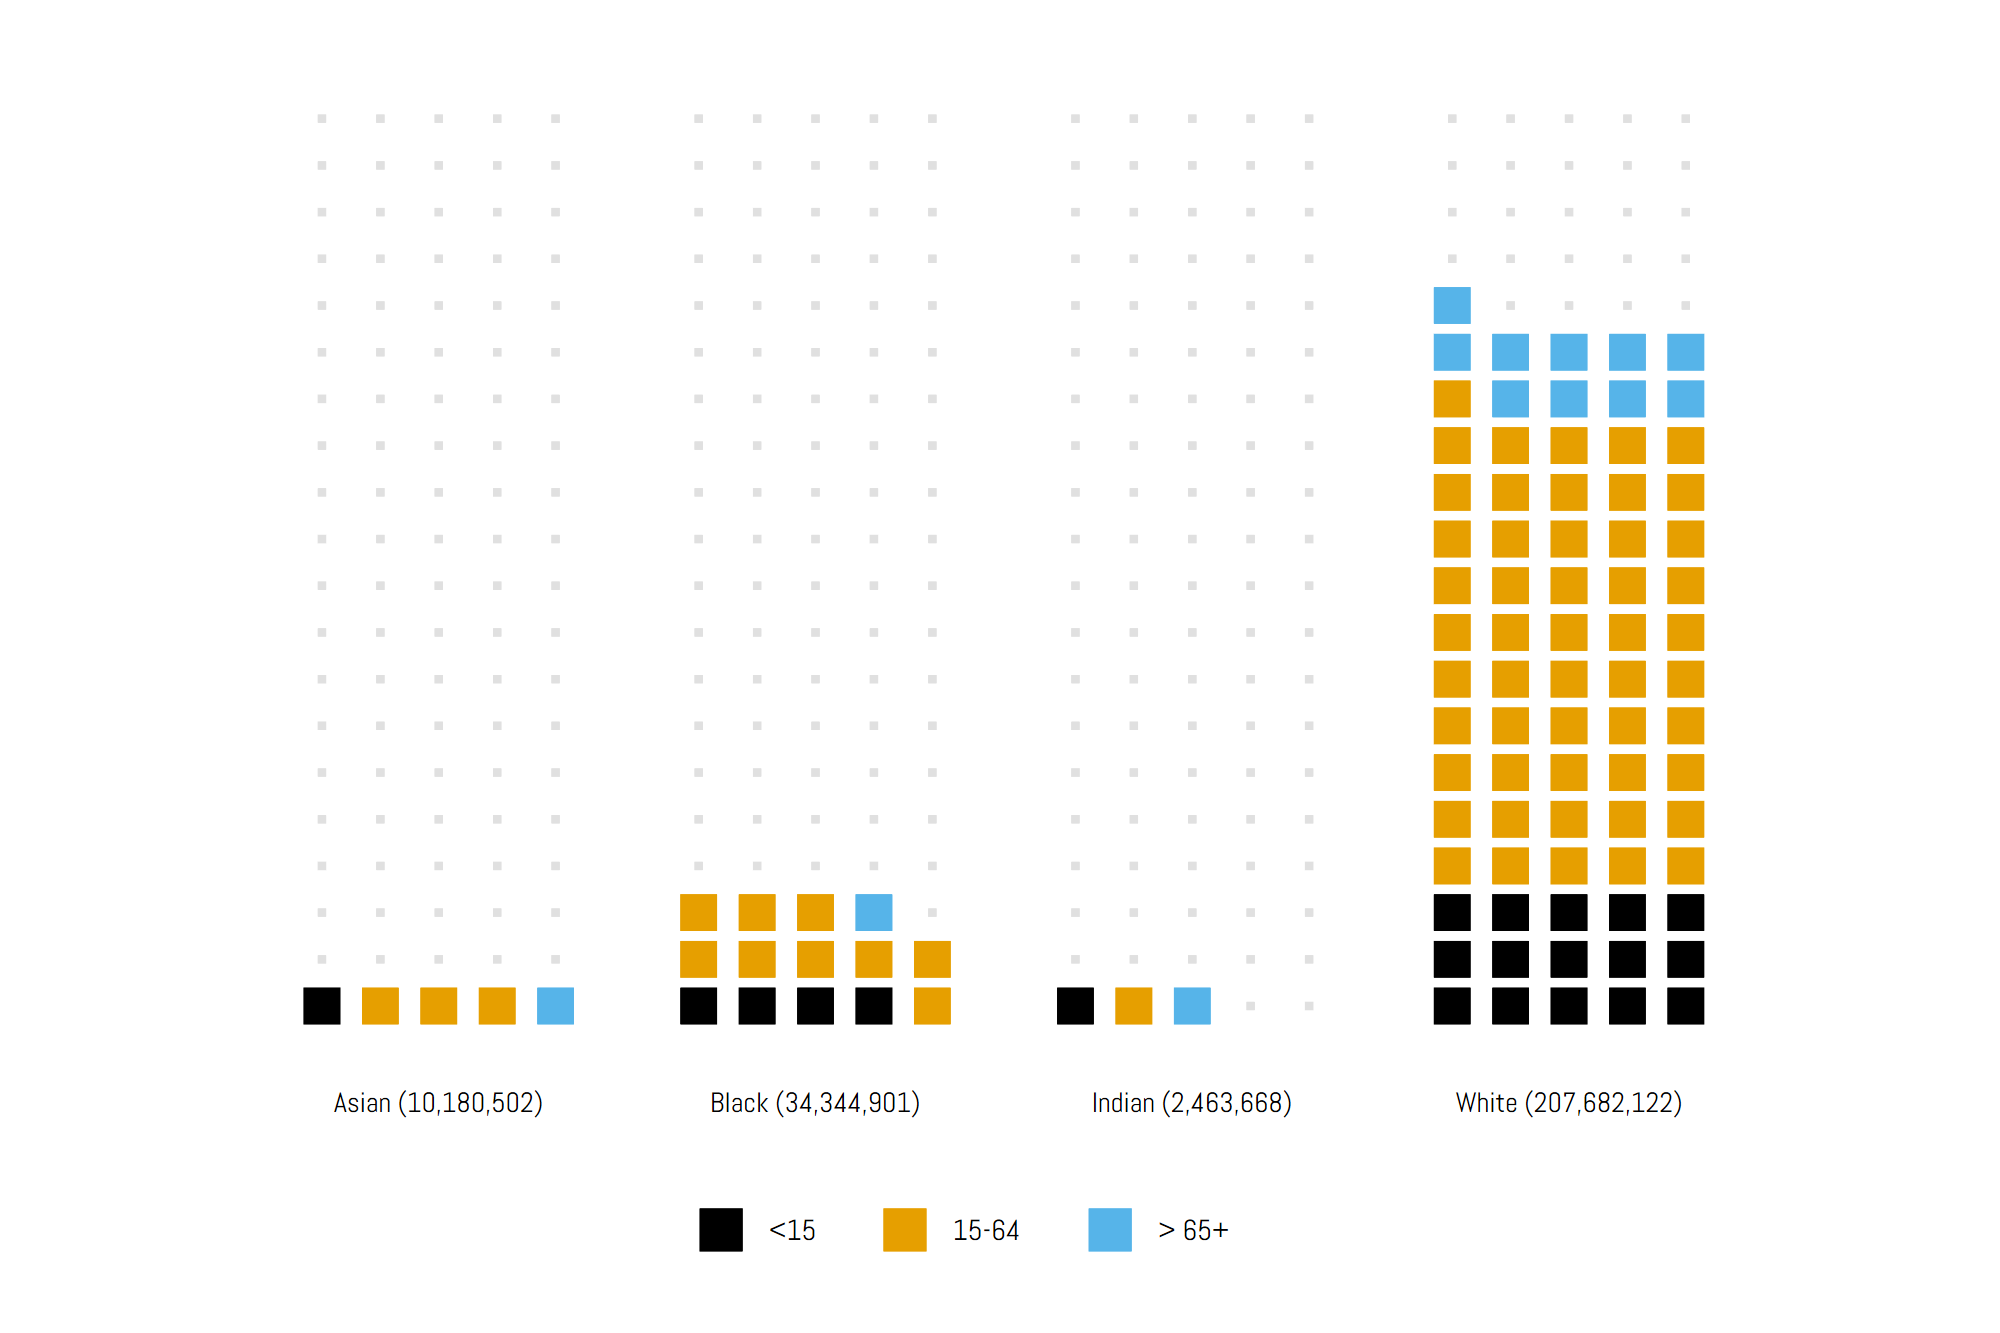 Asian (10,180,502)
Black (34,344,901)
Indian (2,463,668)
White (207,682,122)
<15
15-64
> 65+